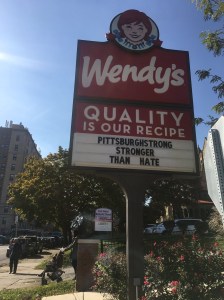 Wendy's
QUALITY
IS OUR RECIPE
PITTSBURGHSTRONG
STRONGER
THAN HATE